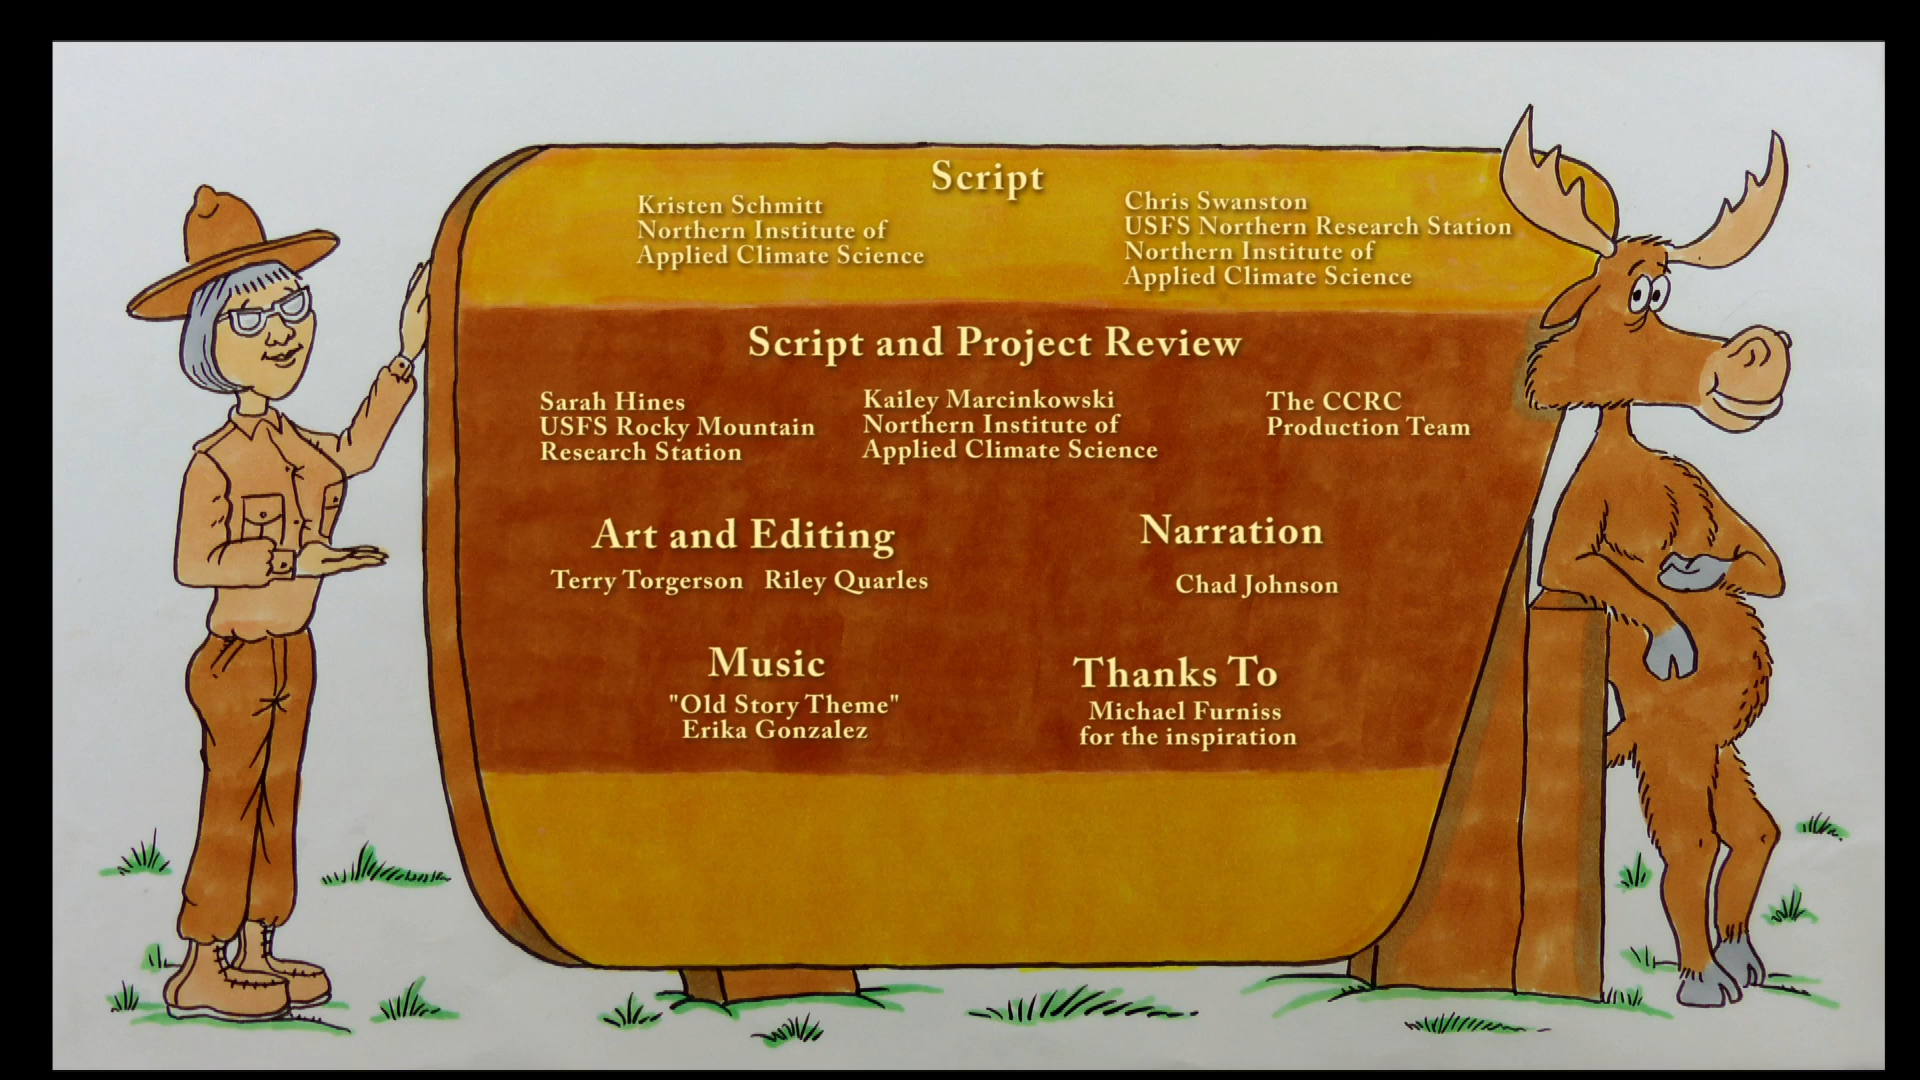 Script
Kristen Schmitt
Northern Institute of
Applied Climate Science
Chris Swanston
USFS Northern Research Station
Northern Institute of
Applied Climate Science
Script and Project Review
Sarah Hines
USFS Rocky Mountain
Research Station
Kailey Marcinkowski
Northern Institute of
Applied Climate Science
The CCRC
Production Team
Art and Editing
Terry Torgerson Riley Quarles
Narration
Chad Johnson
Music
"Old Story Theme"
Erika Gonzalez
Thanks To
Michael Furniss
for the inspiration